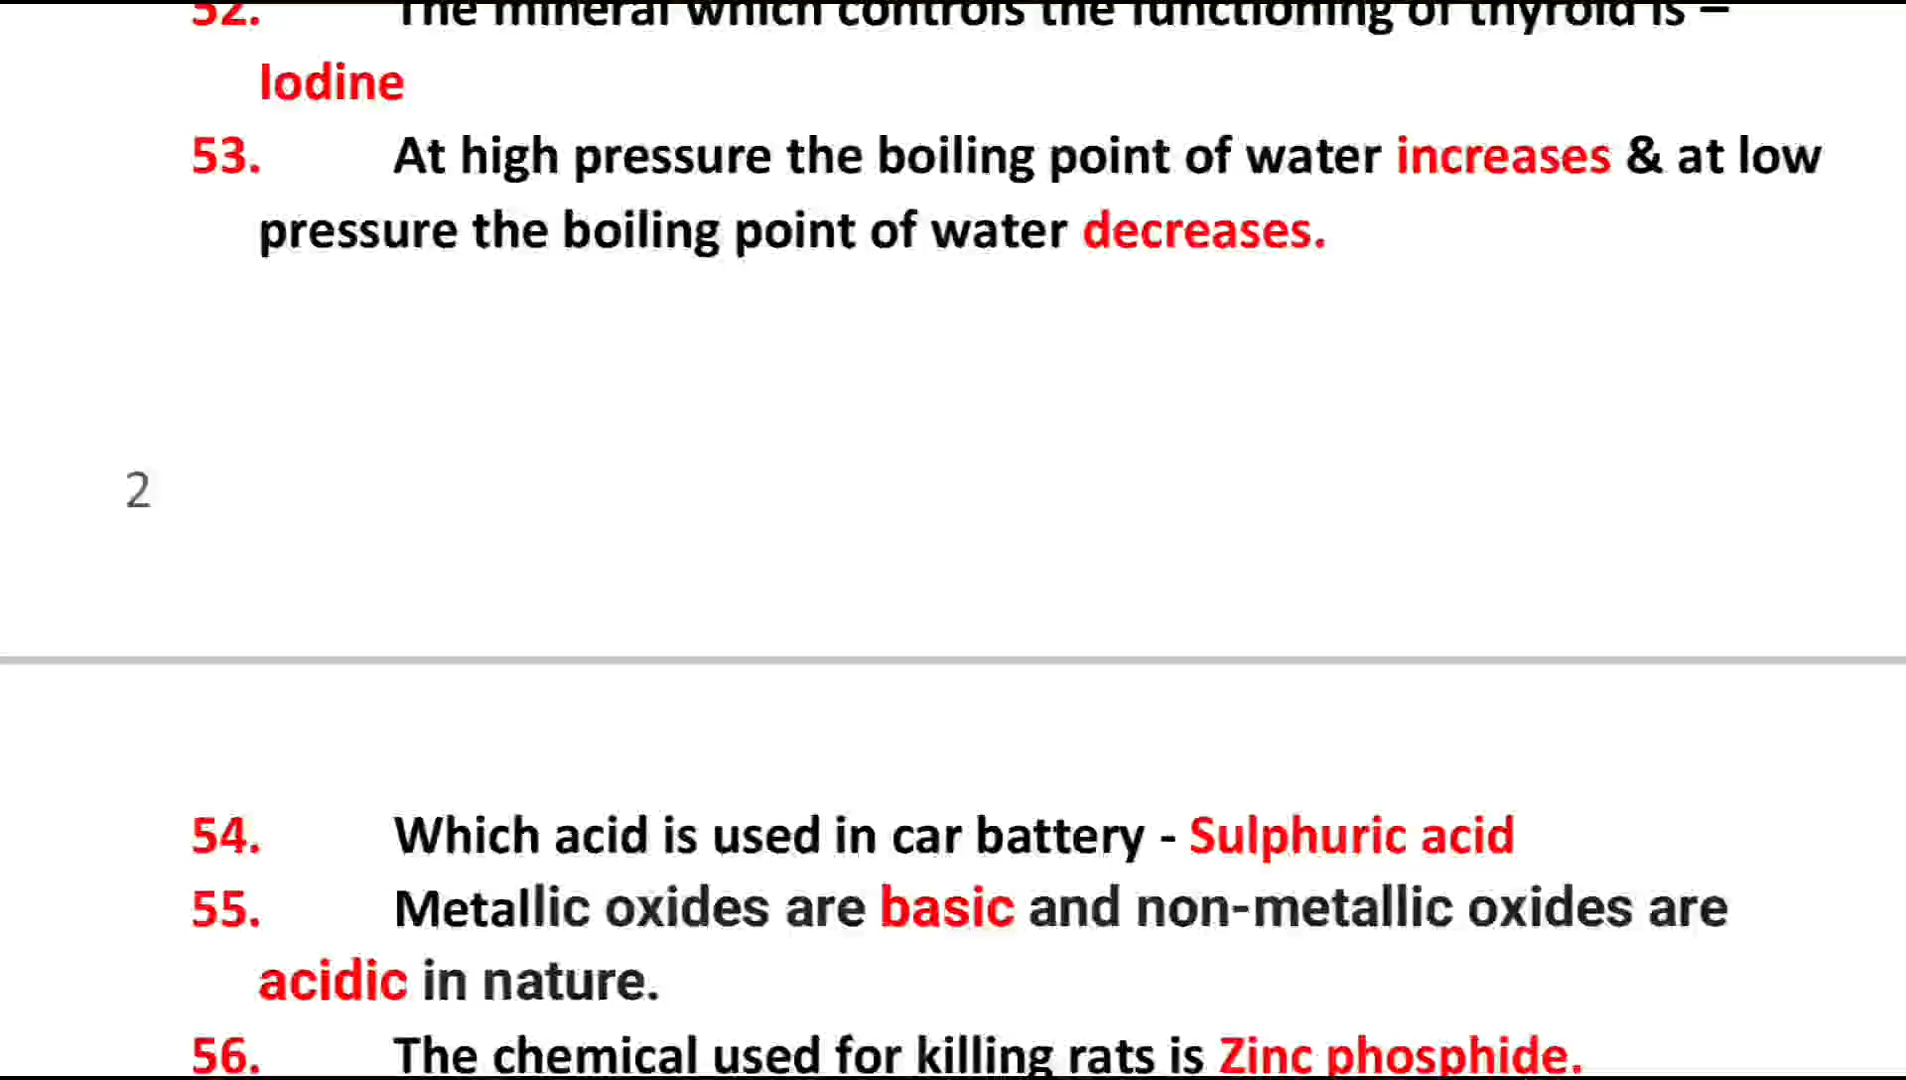 52. The mineral which controls the functioning of thyroid is –
Iodine
53. At high pressure the boiling point of water increases & at low
pressure the boiling point of water decreases.
2
54. Which acid is used in car battery - Sulphuric acid
55. Metallic oxides are basic and non-metallic oxides are
acidic in nature.
56. The chemical used for killing rats is Zinc phosphide.